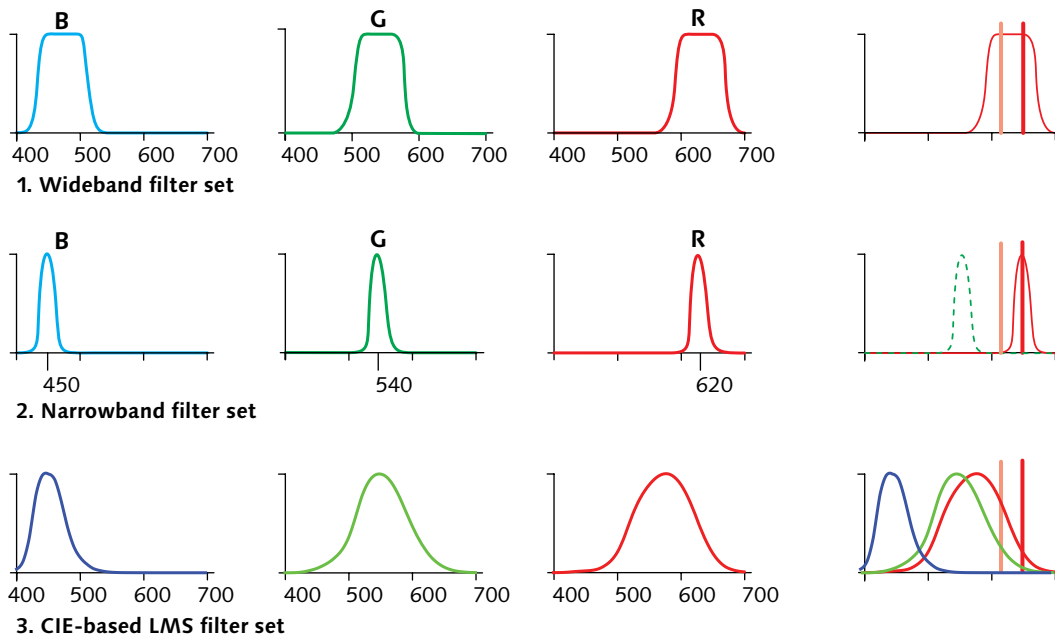 B G R
400 500 600 700 400 500 600 700 400 500 600 700
1. Wideband filter set
B G R
450 540 620
2. Narrowband filter set
400 500 600 700 400 500 600 700 400 500 600 700
3. CIE-based LMS filter set